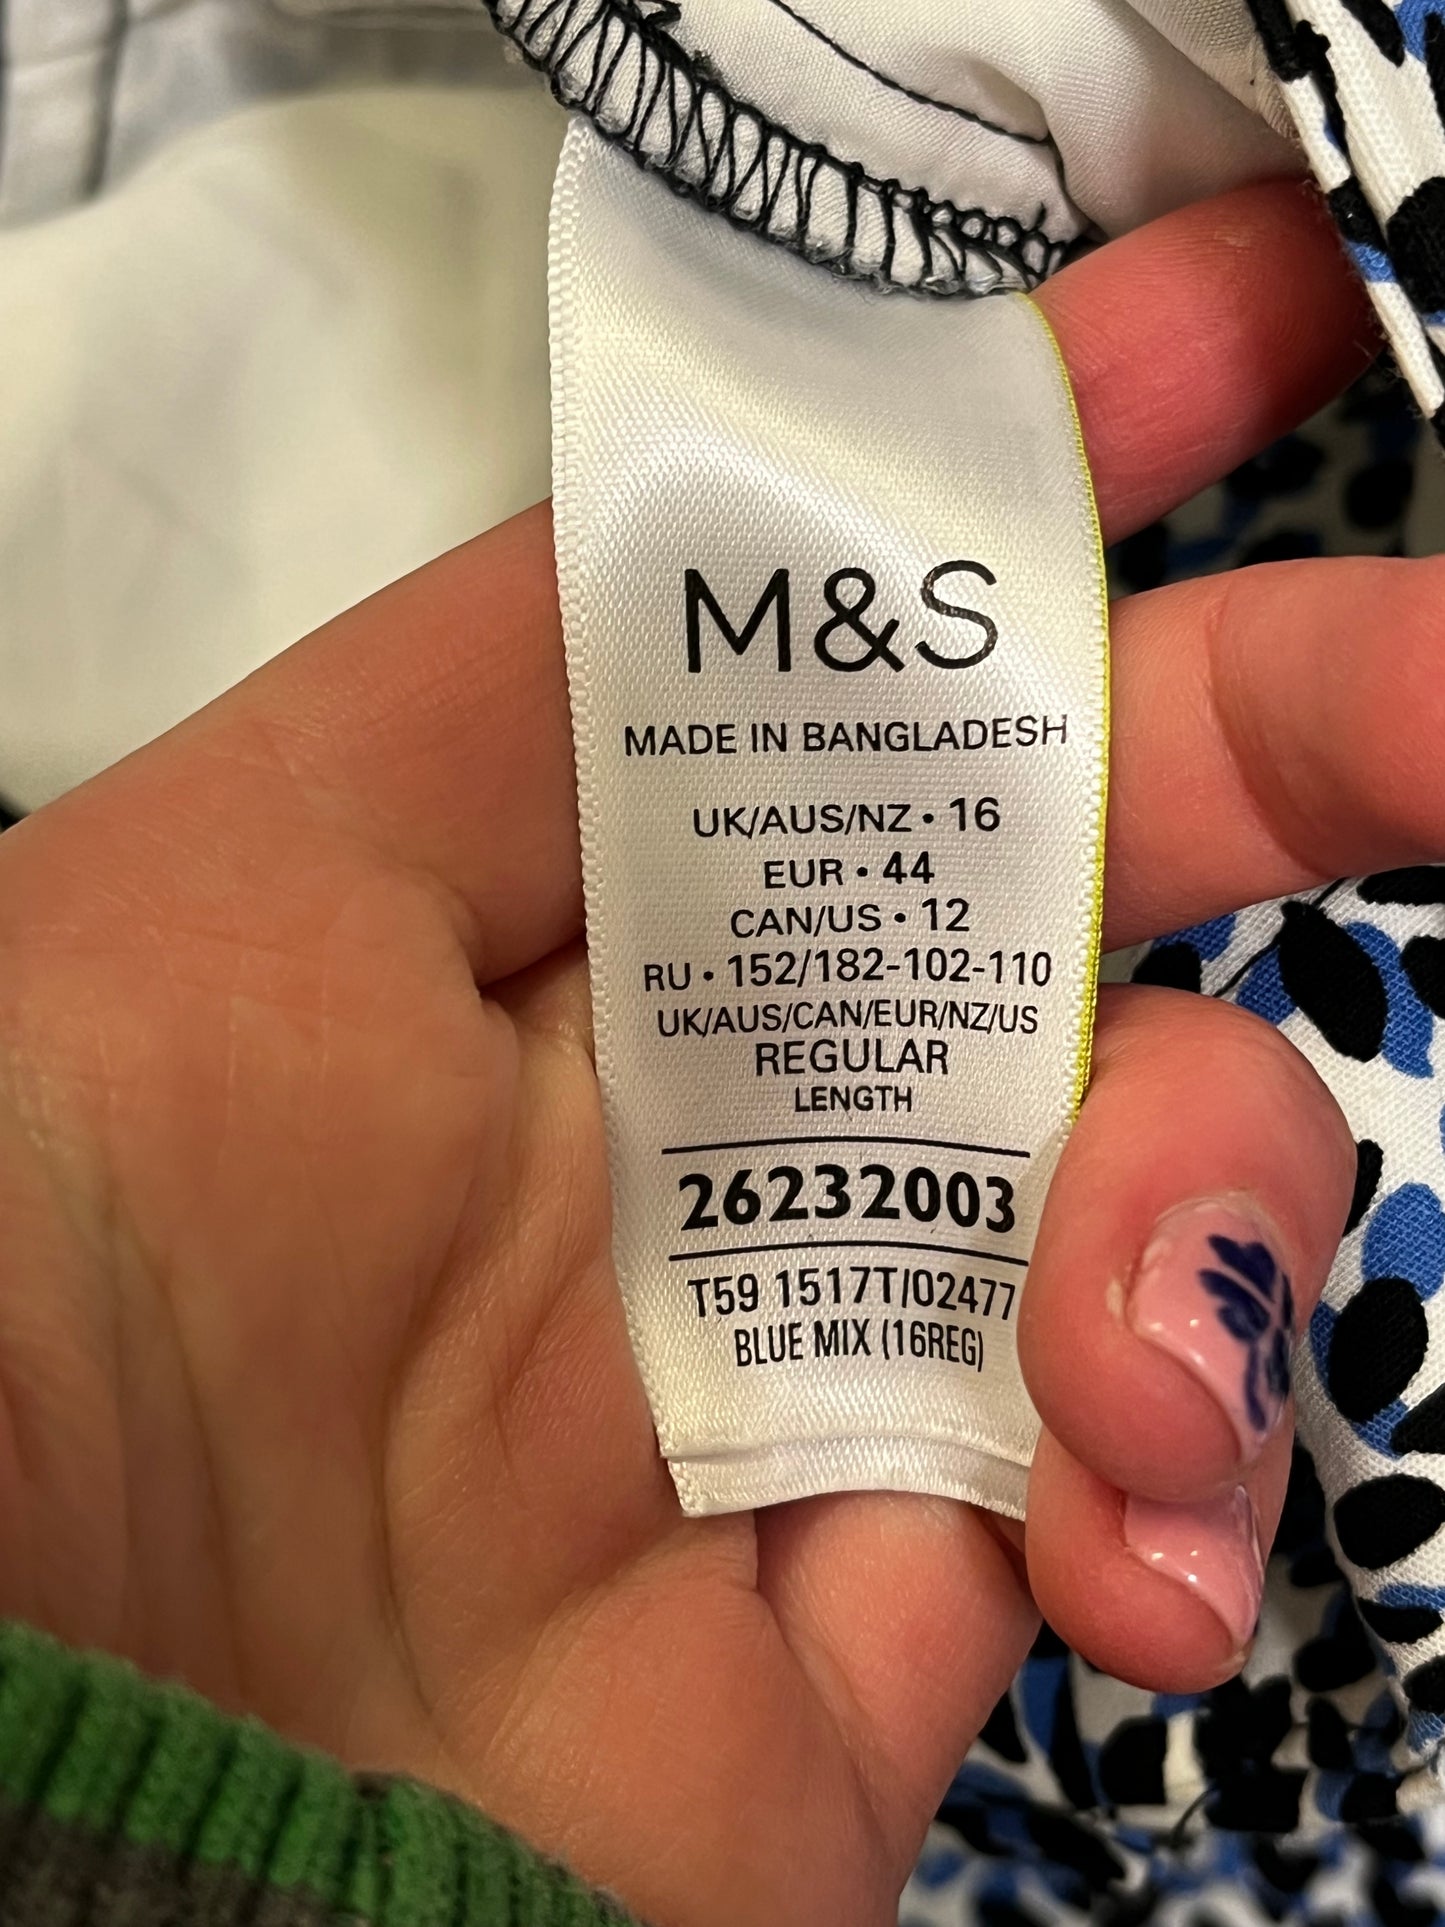 M&S
MADE IN BANGLADESH
UK/AUS/NZ • 16
EUR • 44
CAN/US • 12
RU • 152/182-102-110
UK/AUS/CAN/EUR/NZ/US
REGULAR
LENGTH
26232003
T59 1517T/02477
BLUE MIX (16REG)